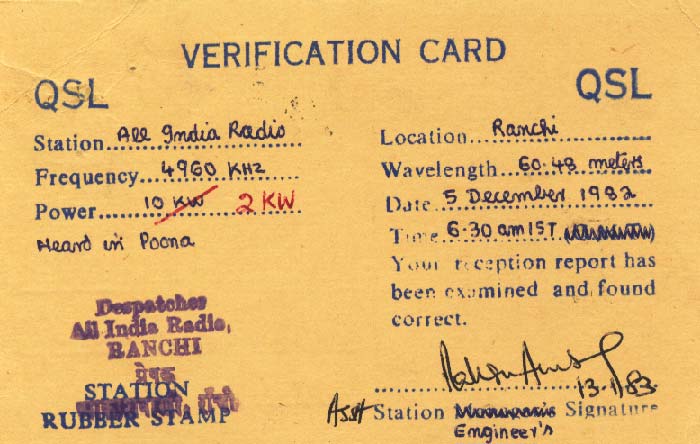 VERIFICATION CARD
QSL
QSL
Station All India Radio
Frequency 4960 KHz
Power 10 KW 2 KW
Heard in Poona
Location Ranchi
Wavelength 60.48 meters
Date 5 December 1982
Time 6-30 am IST
Your reception report has
been examined and found
correct.
Despatches
All India Radio,
RANCHI
STATION
RUBBER STAMP
13-1-83
Asst Station Signature
Engineer's